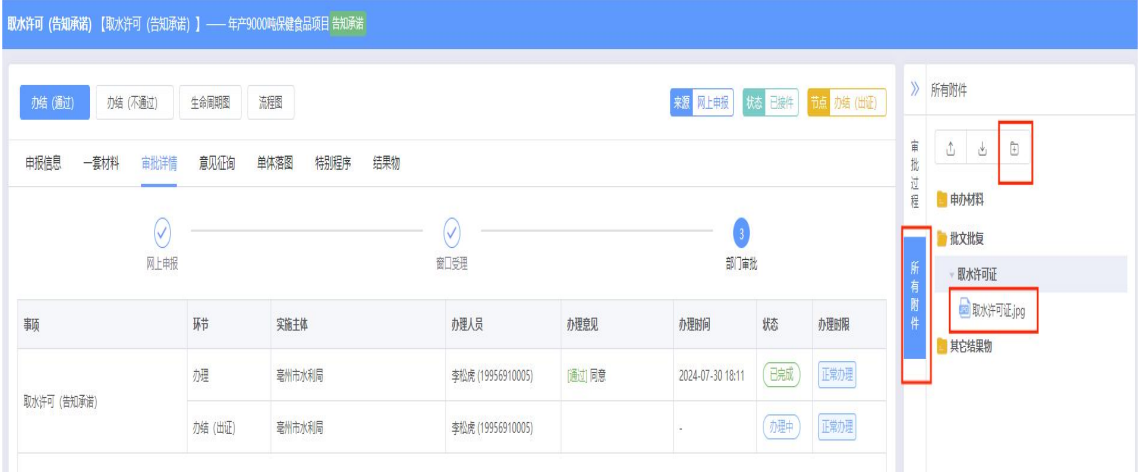 取水许可（告知承诺）【取水许可（告知承诺）】—— 年产9000吨保健食品项目 告知承诺
办结（通过） 办结（不通过） 生命周期图 流程图 来源 网上申报 状态 已接件 节点 办结（出证）
申报信息 一套材料 审批详情 意见征询 单体落图 特别程序 结果物
网上申报 窗口受理 3 部门审批
事项 环节 实施主体 办理人员 办理意见 办理时间 状态 办理时限
取水许可（告知承诺）
办理 亳州市水利局 李松虎 (19956910005) [通过] 同意 2024-07-30 18:11 已完成 正常办理
办结（出证） 亳州市水利局 李松虎 (19956910005) - 办理中 正常办理
所有附件
审批过程
所有附件
申办材料
批文批复
取水许可证
取水许可证.jpg
其它结果物